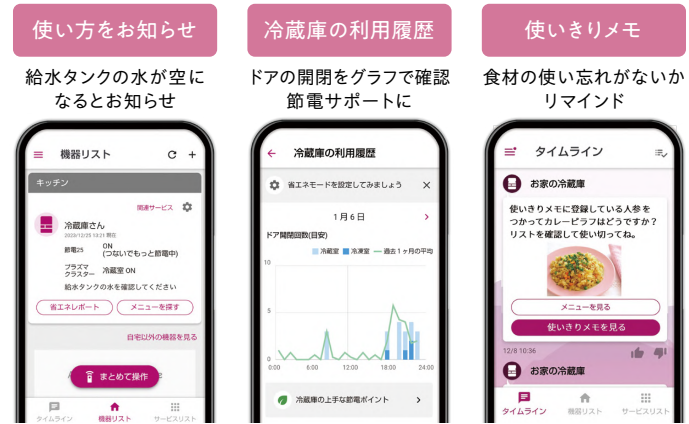 使い方をお知らせ
給水タンクの水が空に
なるとお知らせ
機器リスト
キッチン
関連サービス
冷蔵庫さん
2020/12/25 13:21 現在
節電25
ON
(つないでもっと節電中)
プラズマ
クラスター
冷蔵室 ON
給水タンクの水を確認してください
省エネレポート
メニューを探す
自宅以外の機器を見る
まとめて操作
タイムライン
機器リスト
サービスリスト
冷蔵庫の利用履歴
ドアの開閉をグラフで確認
節電サポートに
冷蔵庫の利用履歴
省エネモードを設定してみましょう
1月6日
ドア開閉回数(目安)
冷蔵室 冷凍室 過去1ヶ月の平均
10
5
0
0:00 6:00 12:00 18:00 24:00
冷蔵庫の上手な節電ポイント
使いきりメモ
食材の使い忘れがないか
リマインド
タイムライン
お家の冷蔵庫
使いきりメモに登録している人参を
つかってカレーピラフはどうですか?
リストを確認して使い切ってね。
メニューを見る
使いきりメモを見る
12/8 10:36
お家の冷蔵庫
タイムライン
機器リスト
サービスリスト